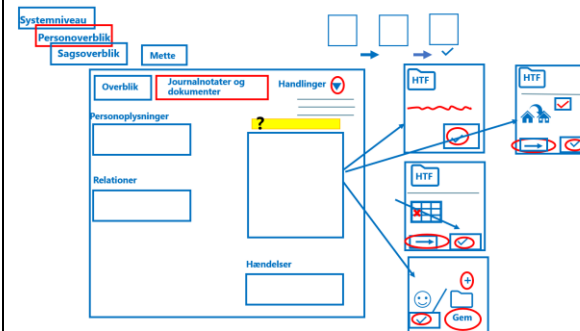 Systemniveau
Personoverblik
Sagsoverblik
Mette
Overblik
Journalnotater og
dokumenter
Handlinger
Personoplysninger
?
Relationer
Hændelser
HTF
HTF
HTF
+
Gem